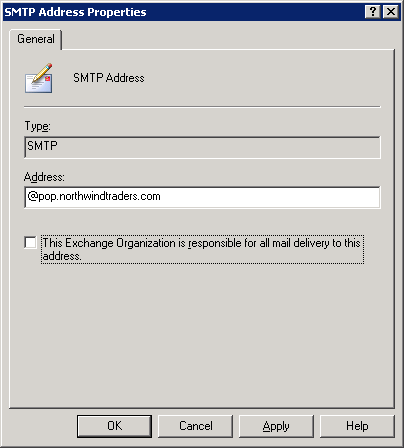 SMTP Address Properties
General
SMTP Address
Type:
SMTP
Address:
@pop.northwindtraders.com
This Exchange Organization is responsible for all mail delivery to this
address.
OK
Cancel
Apply
Help